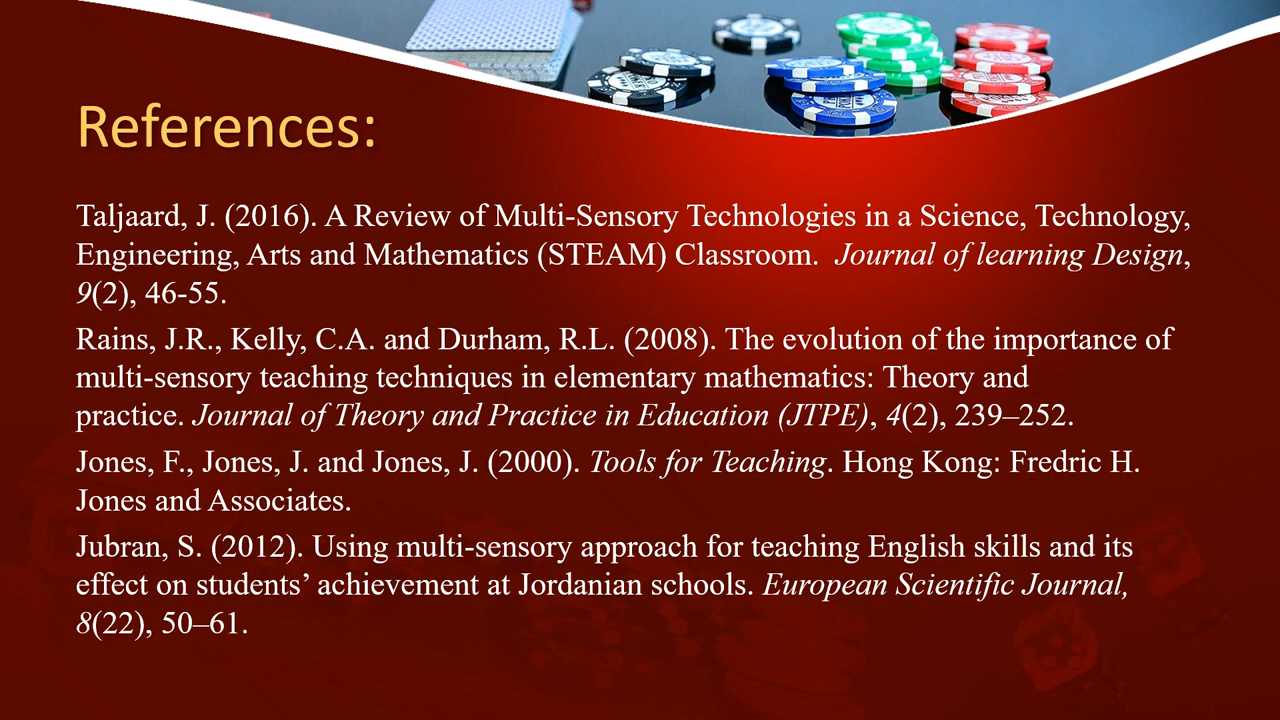 References:
Taljaard, J. (2016). A Review of Multi-Sensory Technologies in a Science, Technology,
Engineering, Arts and Mathematics (STEAM) Classroom.  Journal of learning Design,
9(2), 46-55.
Rains, J.R., Kelly, C.A. and Durham, R.L. (2008). The evolution of the importance of
multi-sensory teaching techniques in elementary mathematics: Theory and
practice. Journal of Theory and Practice in Education (JTPE), 4(2), 239–252.
Jones, F., Jones, J. and Jones, J. (2000). Tools for Teaching. Hong Kong: Fredric H.
Jones and Associates.
Jubran, S. (2012). Using multi-sensory approach for teaching English skills and its
effect on students’ achievement at Jordanian schools. European Scientific Journal,
8(22), 50–61.